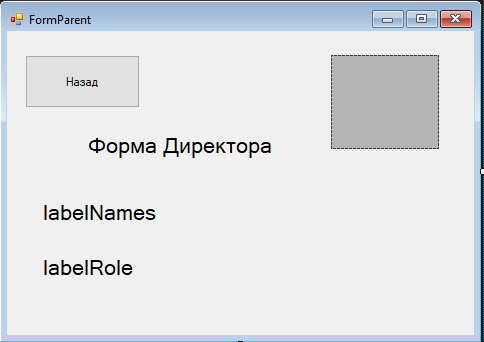 FormParent
Назад
Форма Директора
labelNames
labelRole